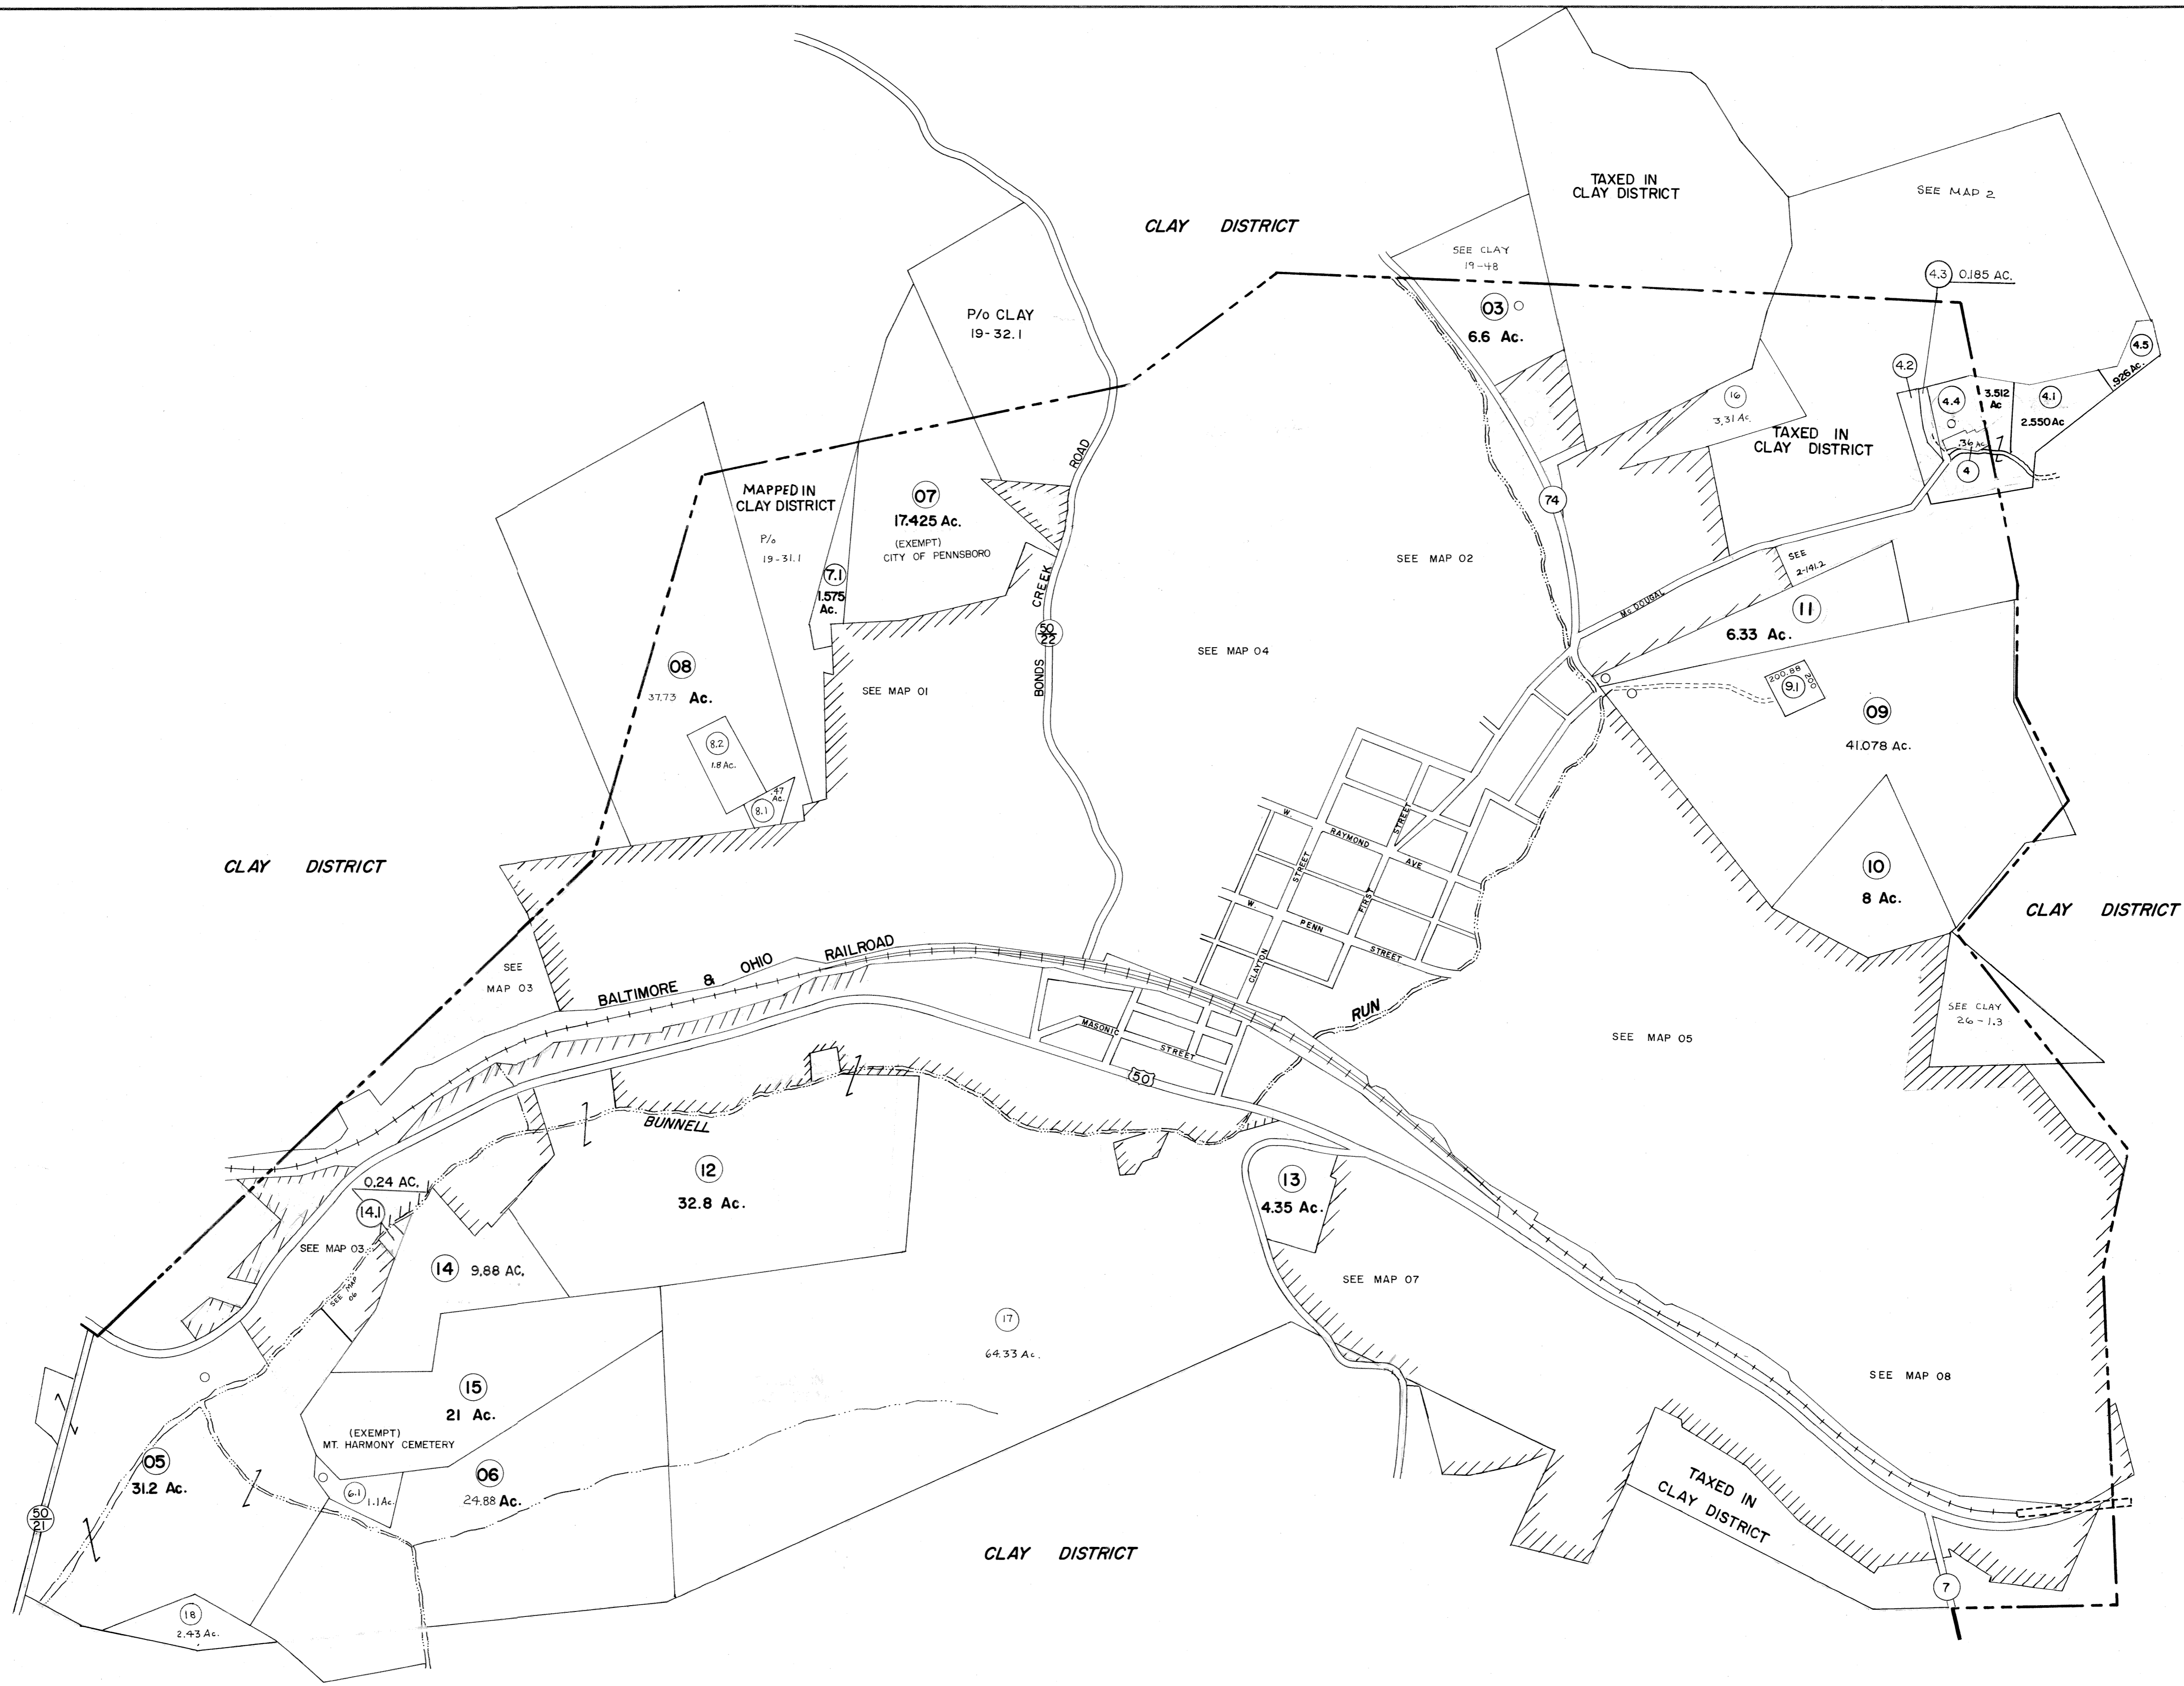 TAXED IN
CLAY DISTRICT
SEE MAP 2
CLAY DISTRICT
SEE CLAY
19-48
4.3 0.185 AC.
03
6.6 Ac.
P/o CLAY
19-32.1
4.5
.926 Ac.
4.2
4.4
3.512
Ac
4.1
2.550 Ac
.36 Ac
4
16
3.31 Ac.
TAXED IN
CLAY DISTRICT
ROAD
MAPPED IN
CLAY DISTRICT
P/o
19-31.1
07
17.425 Ac.
(EXEMPT)
CITY OF PENNSBORO
74
7.1
1.575
Ac.
SEE MAP 02
SEE
2-141.2
CREEK
50
22
BONDS
Mc DOUGAL
11
6.33 Ac.
SEE MAP 04
08
37.73 Ac.
SEE MAP 01
200.88
200
9.1
09
41.078 Ac.
8.2
1.8 Ac.
.47
Ac.
8.1
W. RAYMOND AVE
STREET
STREET
FIRST
W. PENN STREET
CLAYTON
10
8 Ac.
CLAY DISTRICT
CLAY DISTRICT
SEE
MAP 03
BALTIMORE & OHIO RAILROAD
MASONIC STREET
50
RUN
SEE MAP 05
SEE CLAY
26-1.3
BUNNELL
12
32.8 Ac.
13
4.35 Ac.
0.24 AC.
14.1
SEE MAP 03
SEE MAP
06
14 9.88 AC.
SEE MAP 07
17
64.33 Ac.
SEE MAP 08
15
21 Ac.
(EXEMPT)
MT. HARMONY CEMETERY
05
31.2 Ac.
06
24.88 Ac.
6.1 1.1 Ac.
50
21
TAXED IN
CLAY DISTRICT
CLAY DISTRICT
7
18
2.43 Ac.